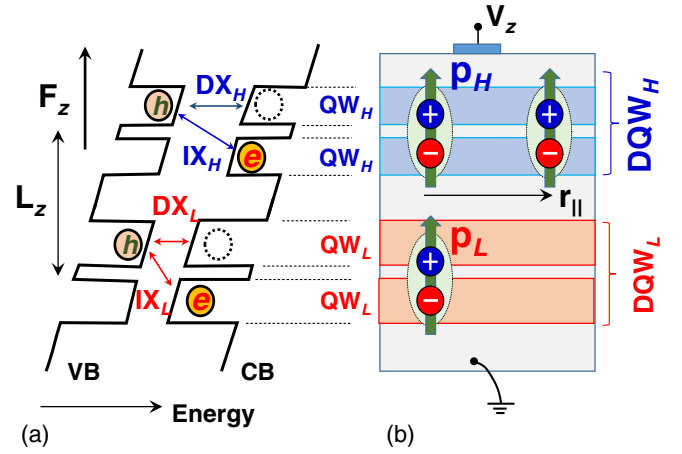 F_z
L_z
DX_H
h
IX_H
e
DX_L
h
IX_L
e
VB
CB
Energy
(a)
QW_H
QW_H
QW_L
QW_L
V_z
p_H
+
+
−
−
r_||
p_L
+
−
DQW_H
DQW_L
(b)